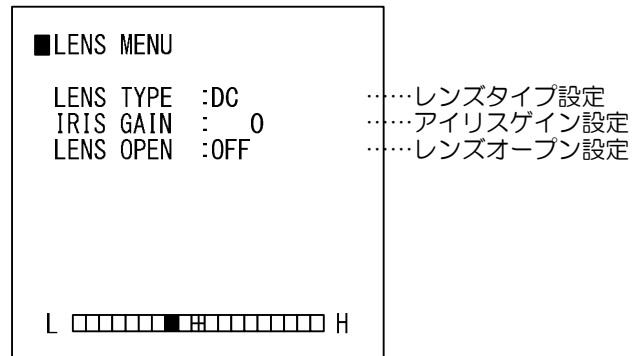 ■LENS MENU
LENS TYPE :DC ……レンズタイプ設定
IRIS GAIN : 0 ……アイリスゲイン設定
LENS OPEN :OFF ……レンズオープン設定
L H